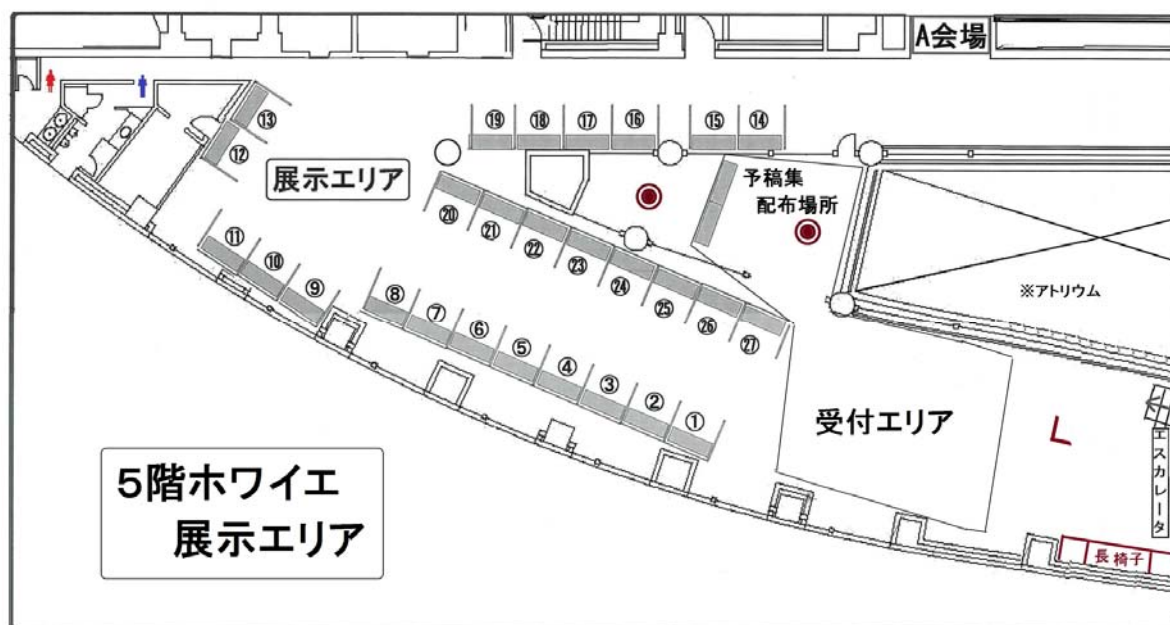 A会場
⑲
⑱
⑰
⑯
⑮
⑭
⑬
⑫
展示エリア
予稿集
配布場所
⑳
㉑
㉒
㉓
㉔
㉕
㉖
㉗
※アトリウム
⑪
⑩
⑨
⑧
⑦
⑥
⑤
④
③
②
①
受付エリア
エスカレータ
長椅子
5階ホワイエ
展示エリア